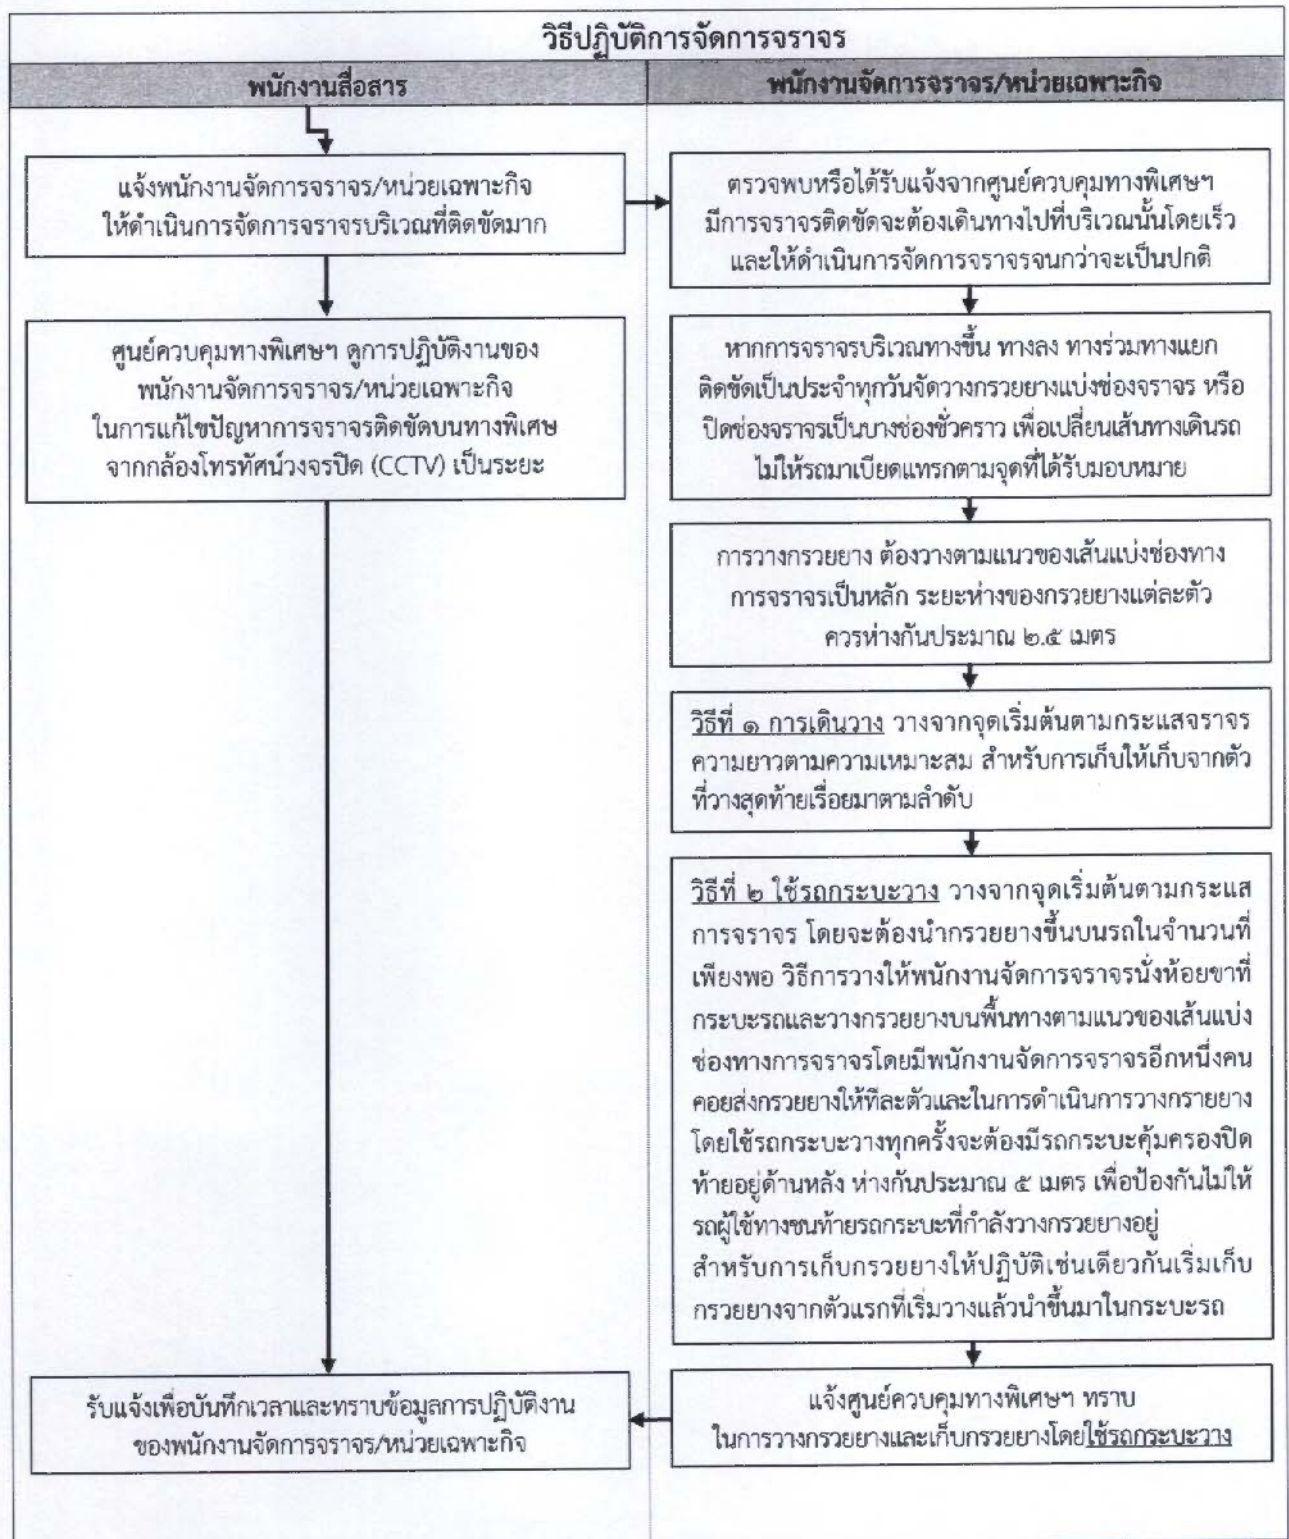 วิธีปฏิบัติการจัดการจราจร
พนักงานสื่อสาร
พนักงานจัดการจราจร/หน่วยเฉพาะกิจ
แจ้งพนักงานจัดการจราจร/หน่วยเฉพาะกิจ
ให้ดำเนินการจัดการจราจรบริเวณที่ติดขัดมาก
ตรวจพบหรือได้รับแจ้งจากศูนย์ควบคุมทางพิเศษฯ
มีการจราจรติดขัดจะต้องเดินทางไปที่บริเวณนั้นโดยเร็ว
และให้ดำเนินการจัดการจราจรจนกว่าจะเป็นปกติ
ศูนย์ควบคุมทางพิเศษฯ ดูการปฏิบัติงานของ
พนักงานจัดการจราจร/หน่วยเฉพาะกิจ
ในการแก้ไขปัญหาการจราจรติดขัดบนทางพิเศษ
จากกล้องโทรทัศน์วงจรปิด (CCTV) เป็นระยะ
หากการจราจรบริเวณทางขึ้น ทางลง ทางร่วมทางแยก
ติดขัดเป็นประจำทุกวันจัดวางกรวยยางแบ่งช่องจราจร หรือ
ปิดช่องจราจรเป็นบางช่องชั่วคราว เพื่อเปลี่ยนเส้นทางเดินรถ
ไม่ให้รถมาเบียดแทรกตามจุดที่ได้รับมอบหมาย
การวางกรวยยาง ต้องวางตามแนวของเส้นแบ่งช่องทาง
การจราจรเป็นหลัก ระยะห่างของกรวยยางแต่ละตัว
ควรห่างกันประมาณ ๒.๕ เมตร
วิธีที่ ๑ การเดินวาง วางจากจุดเริ่มต้นตามกระแสจราจร
ความยาวตามความเหมาะสม สำหรับการเก็บให้เก็บจากตัว
ที่วางสุดท้ายเรื่อยมาตามลำดับ
วิธีที่ ๒ ใช้รถกระบะวาง วางจากจุดเริ่มต้นตามกระแส
การจราจร โดยจะต้องนำกรวยยางขึ้นบนรถในจำนวนที่
เพียงพอ วิธีการวางให้พนักงานจัดการจราจรนั่งห้อยขาที่
กระบะรถและวางกรวยยางบนพื้นทางตามแนวของเส้นแบ่ง
ช่องทางการจราจรโดยมีพนักงานจัดการจราจรอีกหนึ่งคน
คอยส่งกรวยยางให้ทีละตัวและในการดำเนินการวางกรายยาง
โดยใช้รถกระบะวางทุกครั้งจะต้องมีรถกระบะคุ้มครองปิด
ท้ายอยู่ด้านหลัง ห่างกันประมาณ ๕ เมตร เพื่อป้องกันไม่ให้
รถผู้ใช้ทางชนท้ายรถกระบะที่กำลังวางกรวยยางอยู่
สำหรับการเก็บกรวยยางให้ปฏิบัติเช่นเดียวกันเริ่มเก็บ
กรวยยางจากตัวแรกที่เริ่มวางแล้วนำขึ้นมาในกระบะรถ
รับแจ้งเพื่อบันทึกเวลาและทราบข้อมูลการปฏิบัติงาน
ของพนักงานจัดการจราจร/หน่วยเฉพาะกิจ
แจ้งศูนย์ควบคุมทางพิเศษฯ ทราบ
ในการวางกรวยยางและเก็บกรวยยางโดยใช้รถกระบะวาง